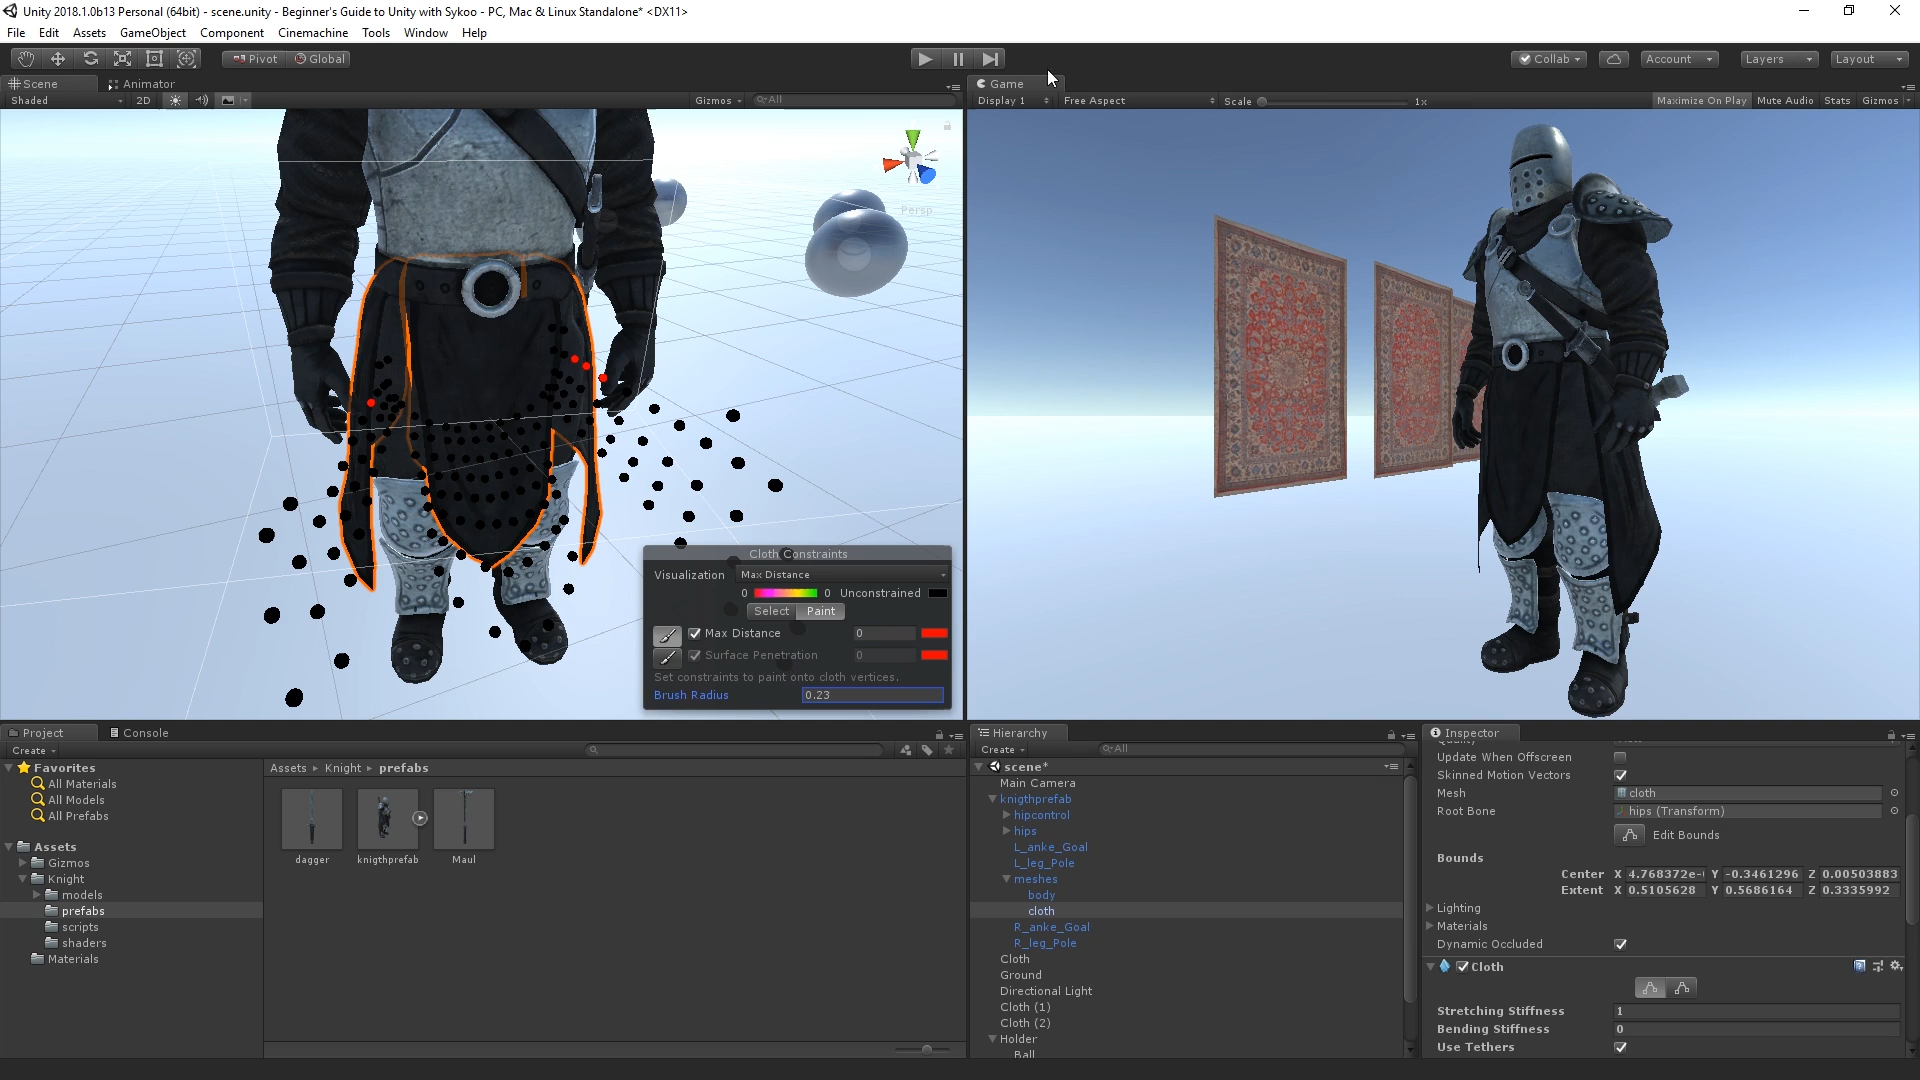 Unity 2018.1.0b13 Personal (64bit) - scene.unity - Beginner's Guide to Unity with Sykoo - PC, Mac & Linux Standalone* <DX11>
File Edit Assets GameObject Component Cinemachine Tools Window Help
Pivot Global Collab Account Layers Layout
Scene Animator
Shaded 2D Gizmos All
Persp
Cloth Constraints
Visualization Max Distance
0 0 Unconstrained
Select Paint
Max Distance 0
Surface Penetration 0
Set constraints to paint onto cloth vertices.
Brush Radius 0.23
Game
Display 1 Free Aspect Scale 1x Maximize On Play Mute Audio Stats Gizmos
Project Console
Create
Favorites
All Materials
All Models
All Prefabs
Assets
Gizmos
Knight
models
prefabs
scripts
shaders
Materials
Assets Knight prefabs
dagger knigthprefab Maul
Hierarchy
Create All
scene*
Main Camera
knigthprefab
hipcontrol
hips
L_anke_Goal
L_leg_Pole
meshes
body
cloth
R_anke_Goal
R_leg_Pole
Cloth
Ground
Directional Light
Cloth (1)
Cloth (2)
Holder
Ball
Inspector
Quality
Update When Offscreen
Skinned Motion Vectors
Mesh cloth
Root Bone hips (Transform)
Edit Bounds
Bounds
Center X 4.768372e- Y -0.3461296 Z 0.00503883
Extent X 0.5105628 Y 0.5686164 Z 0.3335992
Lighting
Materials
Dynamic Occluded
Cloth
Stretching Stiffness 1
Bending Stiffness 0
Use Tethers